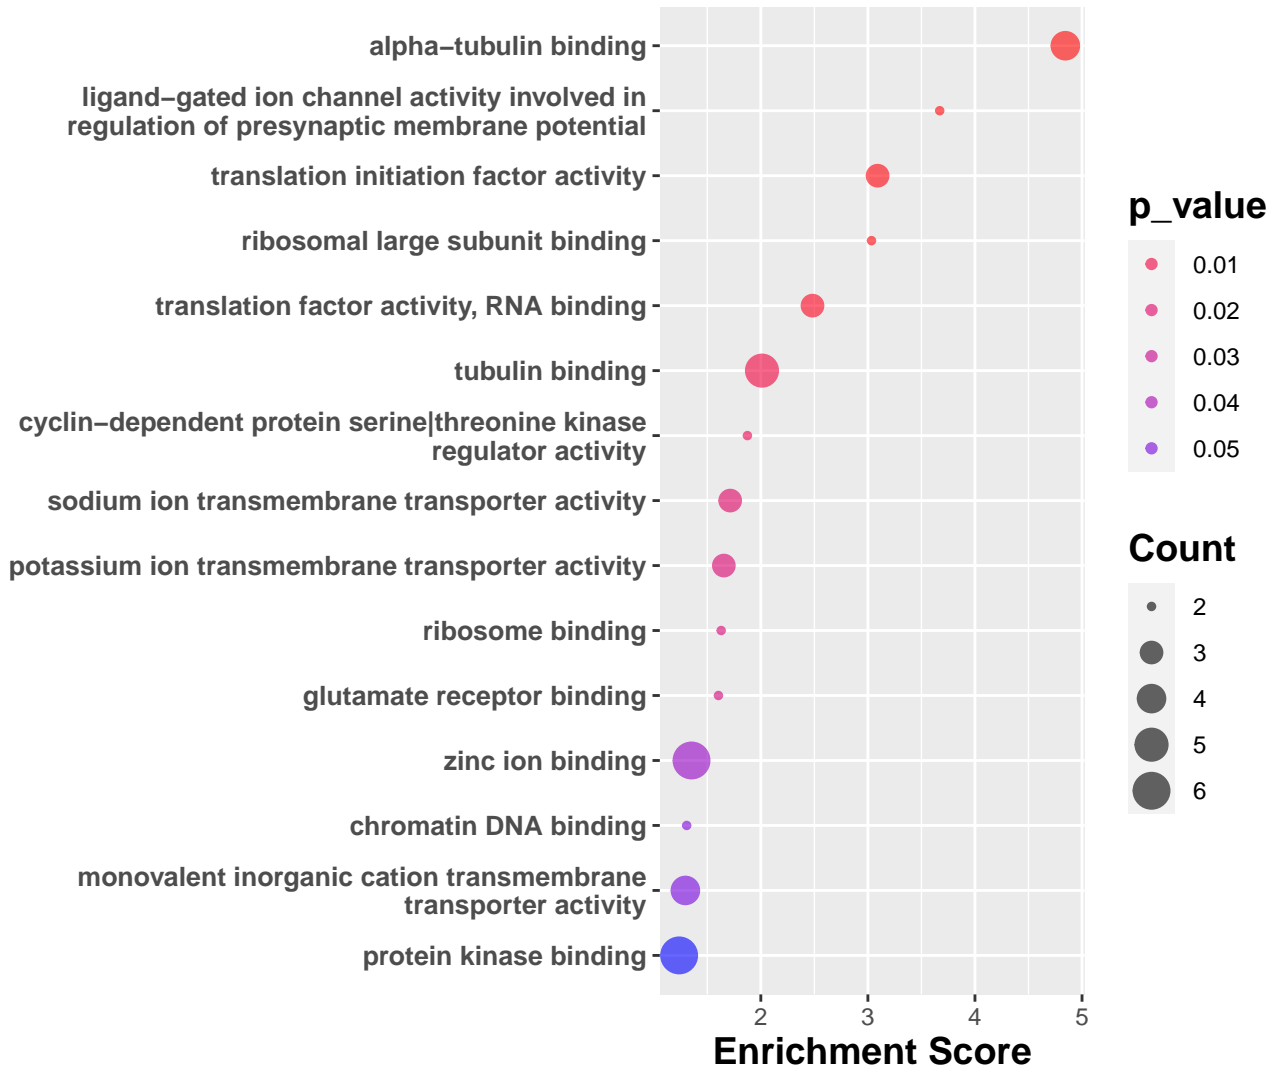 alpha−tubulin binding
ligand−gated ion channel activity involved in
regulation of presynaptic membrane potential
translation initiation factor activity
ribosomal large subunit binding
translation factor activity, RNA binding
tubulin binding
cyclin−dependent protein serine|threonine kinase
regulator activity
sodium ion transmembrane transporter activity
potassium ion transmembrane transporter activity
ribosome binding
glutamate receptor binding
zinc ion binding
chromatin DNA binding
monovalent inorganic cation transmembrane
transporter activity
protein kinase binding
2 3 4 5
Enrichment Score
p_value
0.01
0.02
0.03
0.04
0.05
Count
2
3
4
5
6